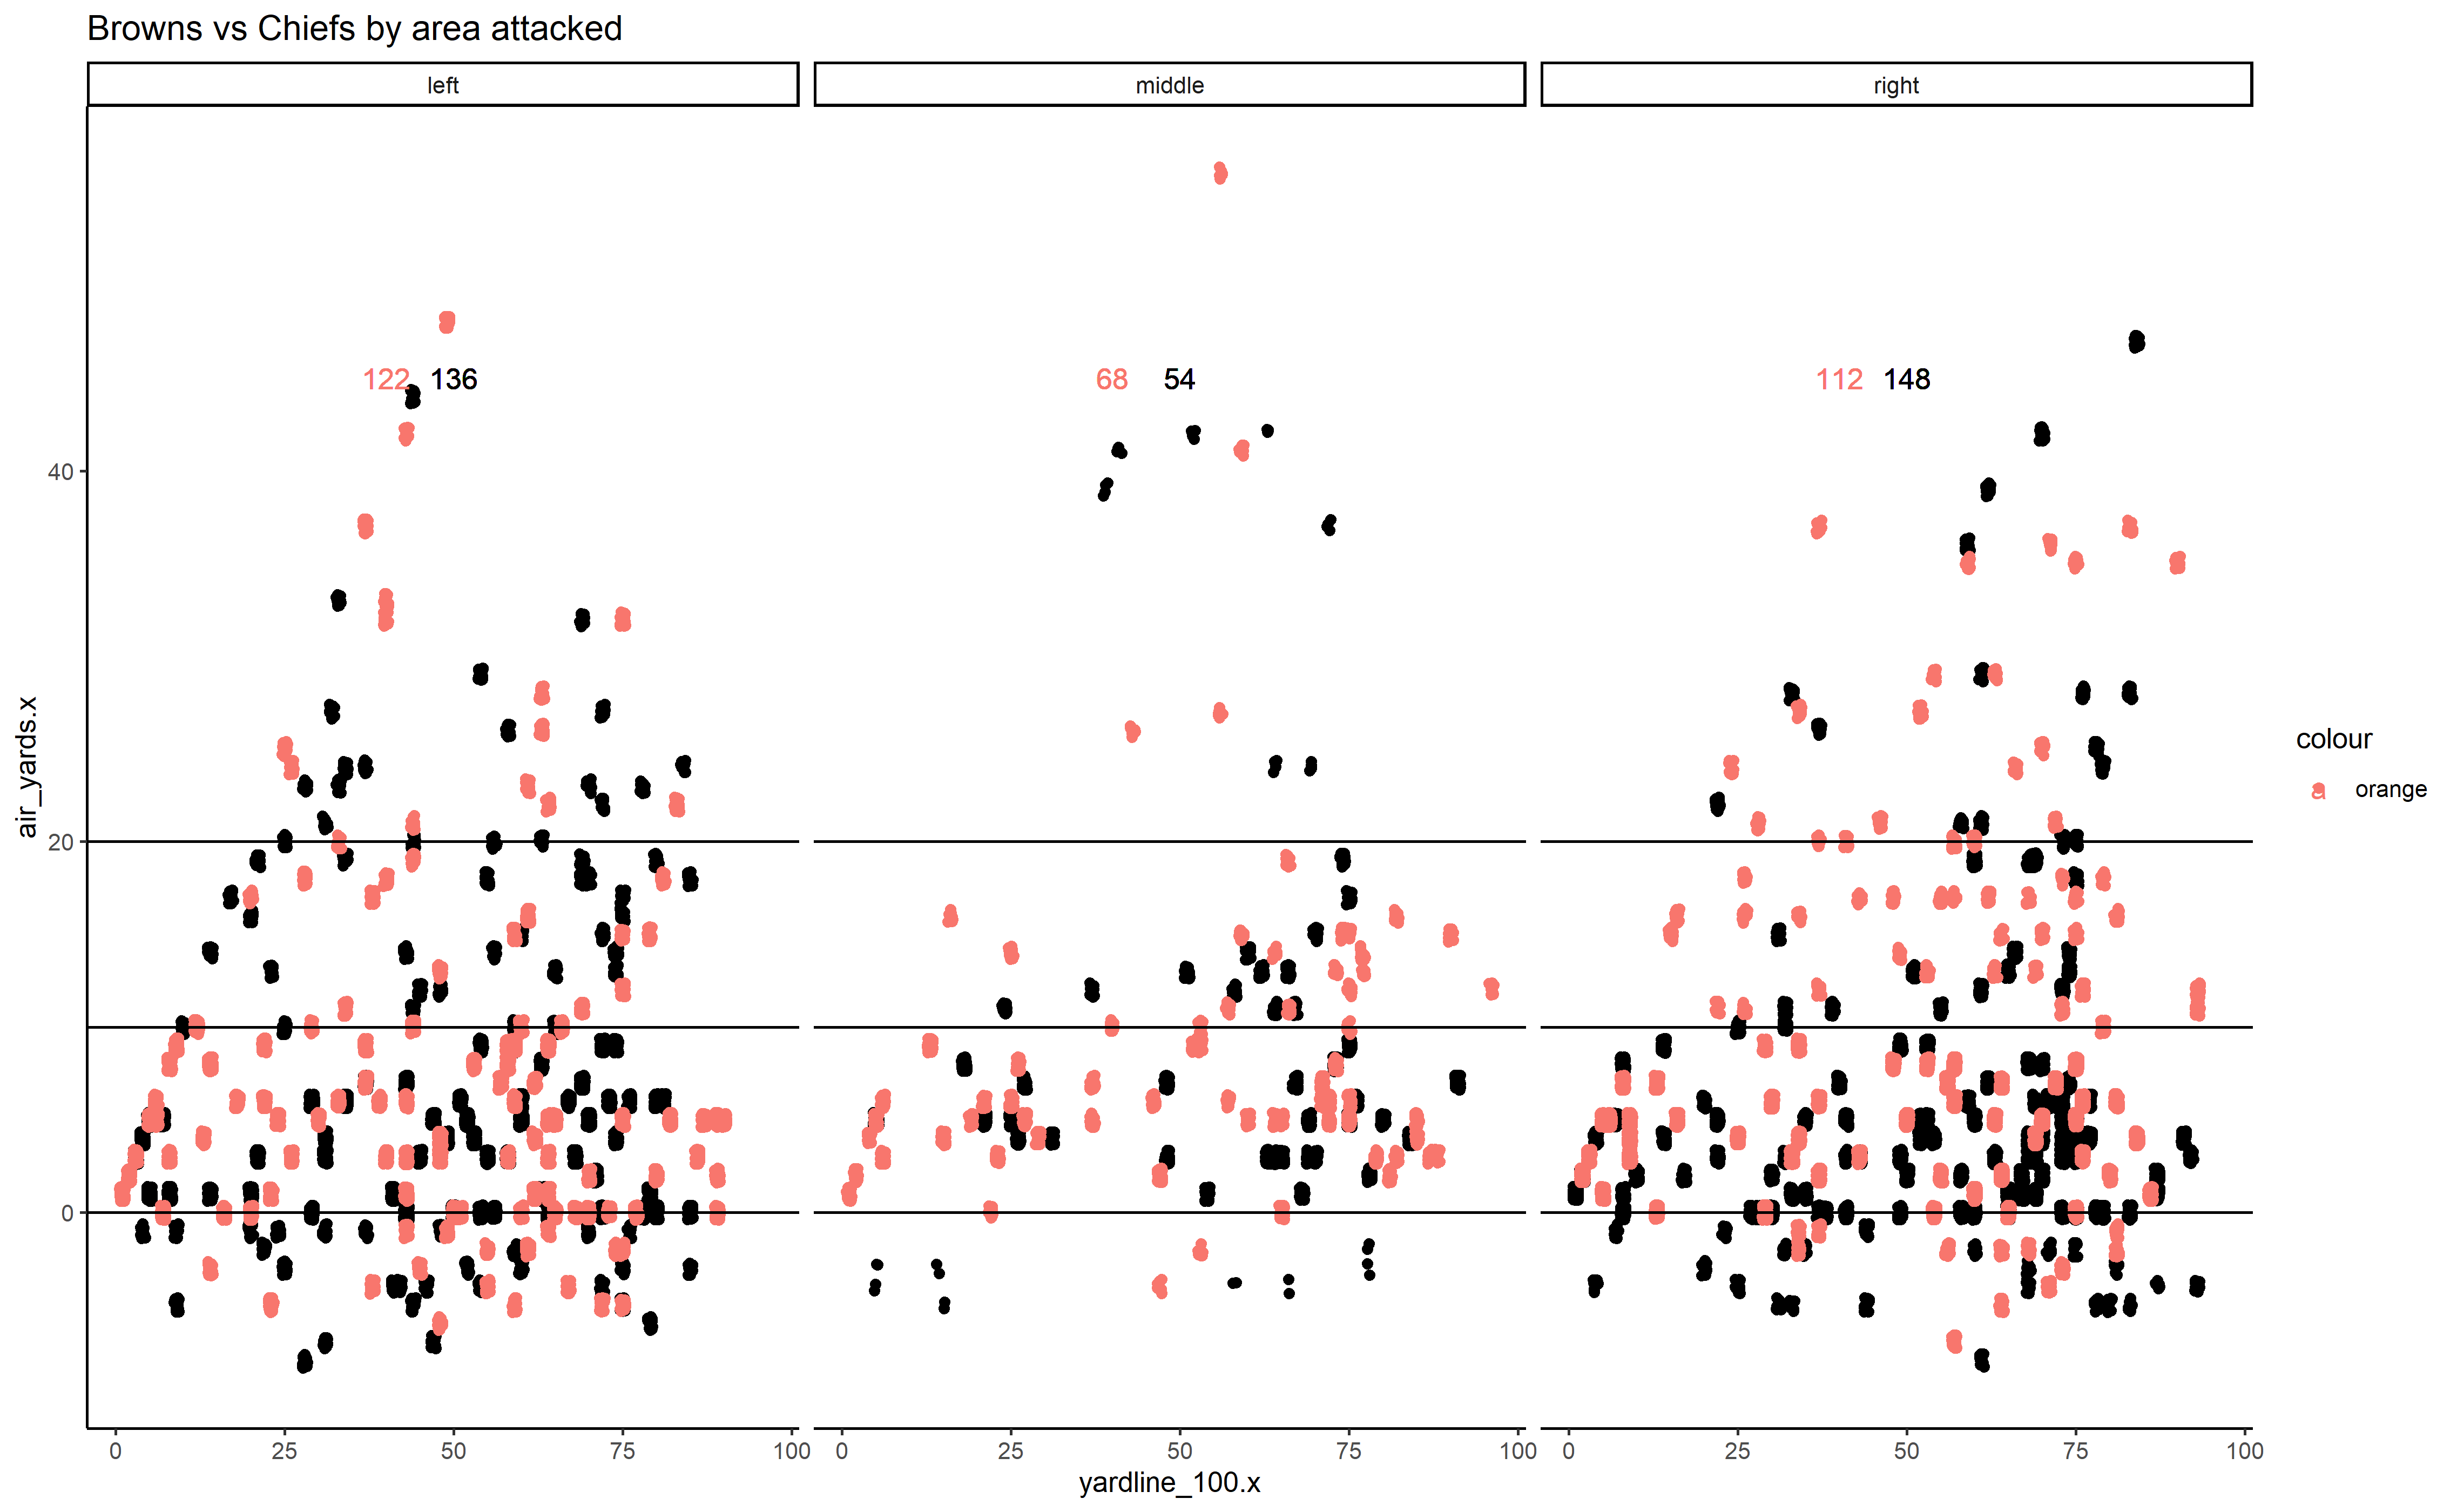 Browns vs Chiefs by area attacked
left middle right
122 136 68 54 112 148
40
20
0
air_yards.x
0 25 50 75 100 0 25 50 75 100 0 25 50 75 100
yardline_100.x
colour
a orange